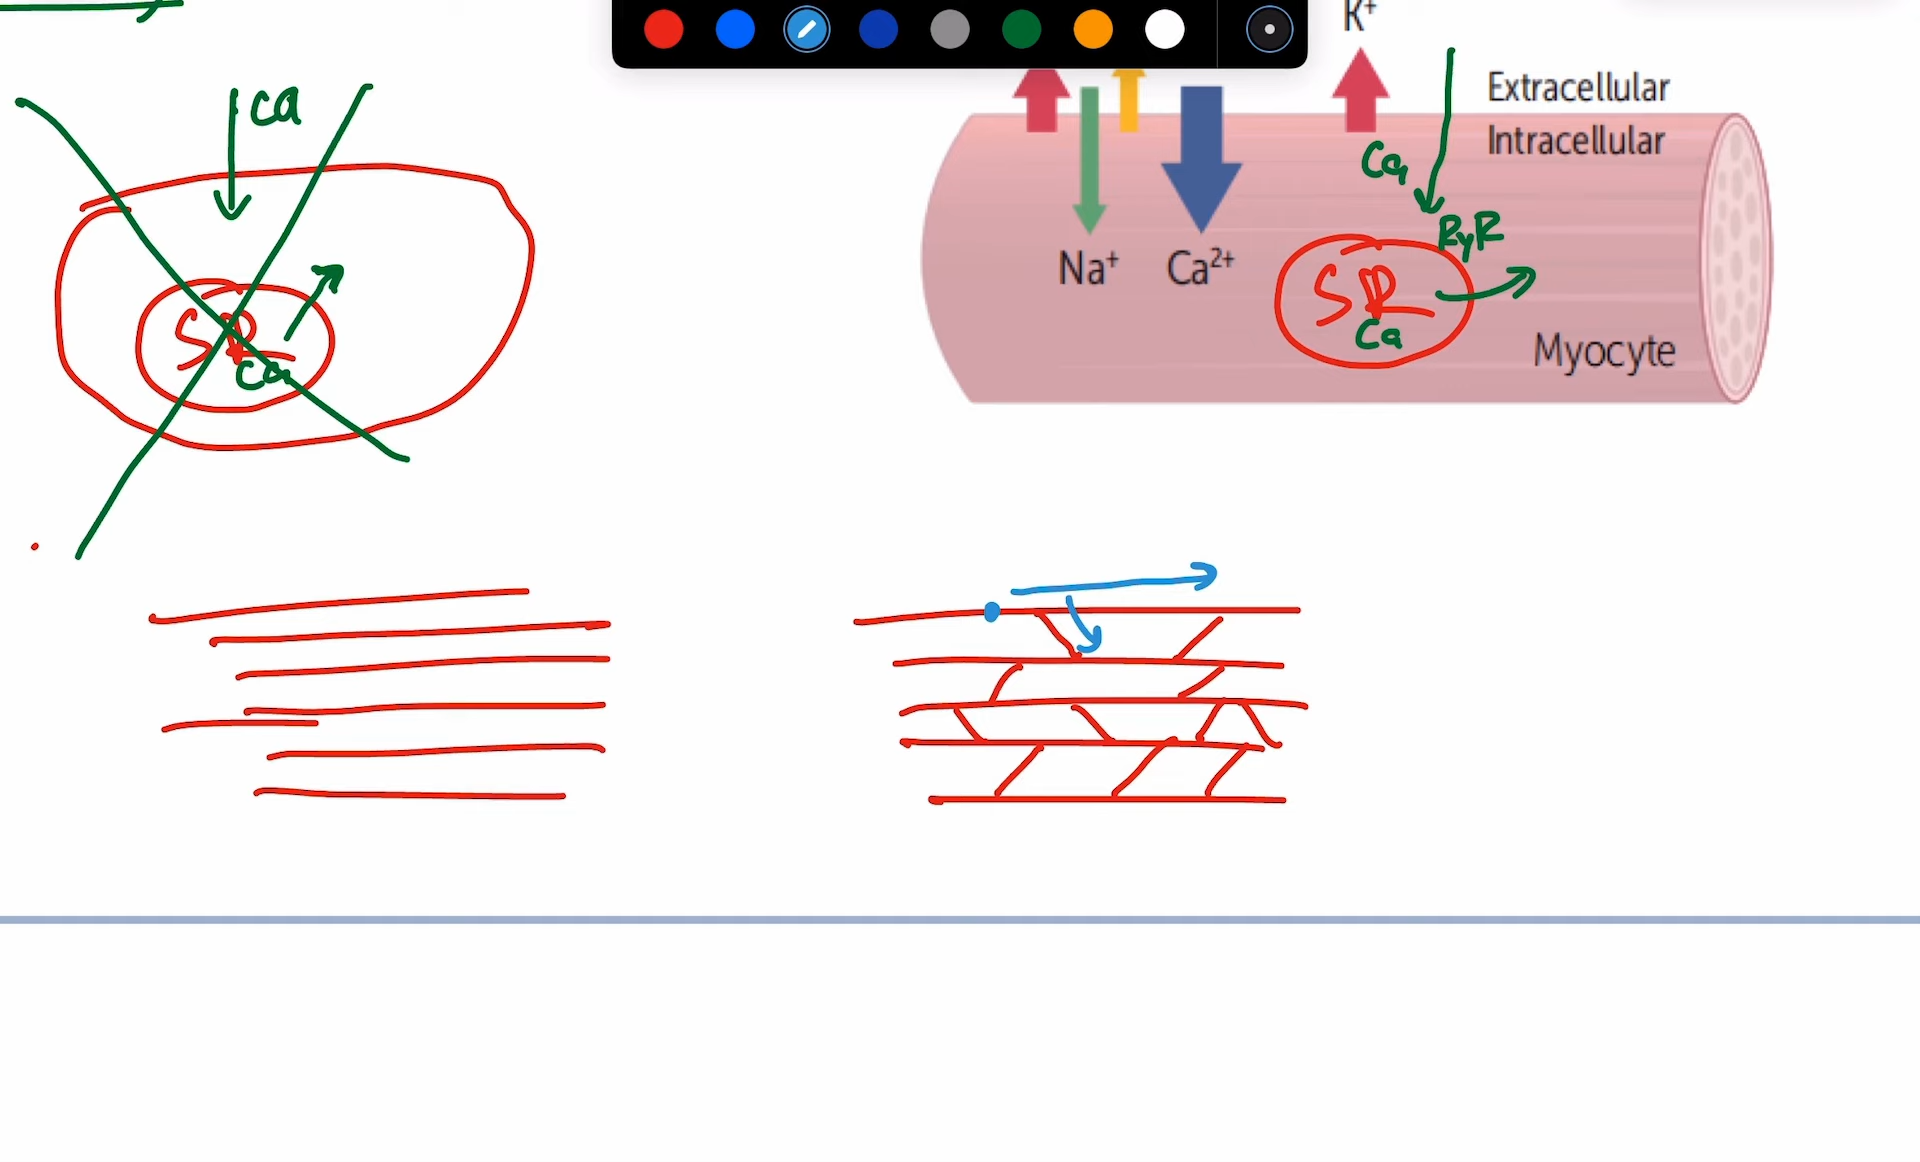 K⁺
Extracellular
Intracellular
Ca
Ca
RyR
Na⁺ Ca²⁺
SR
Ca
SR
Ca
Myocyte